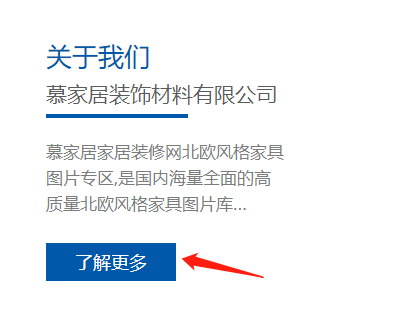 关于我们
慕家居装饰材料有限公司
慕家居家居装修网北欧风格家具
图片专区,是国内海量全面的高
质量北欧风格家具图片库...
了解更多